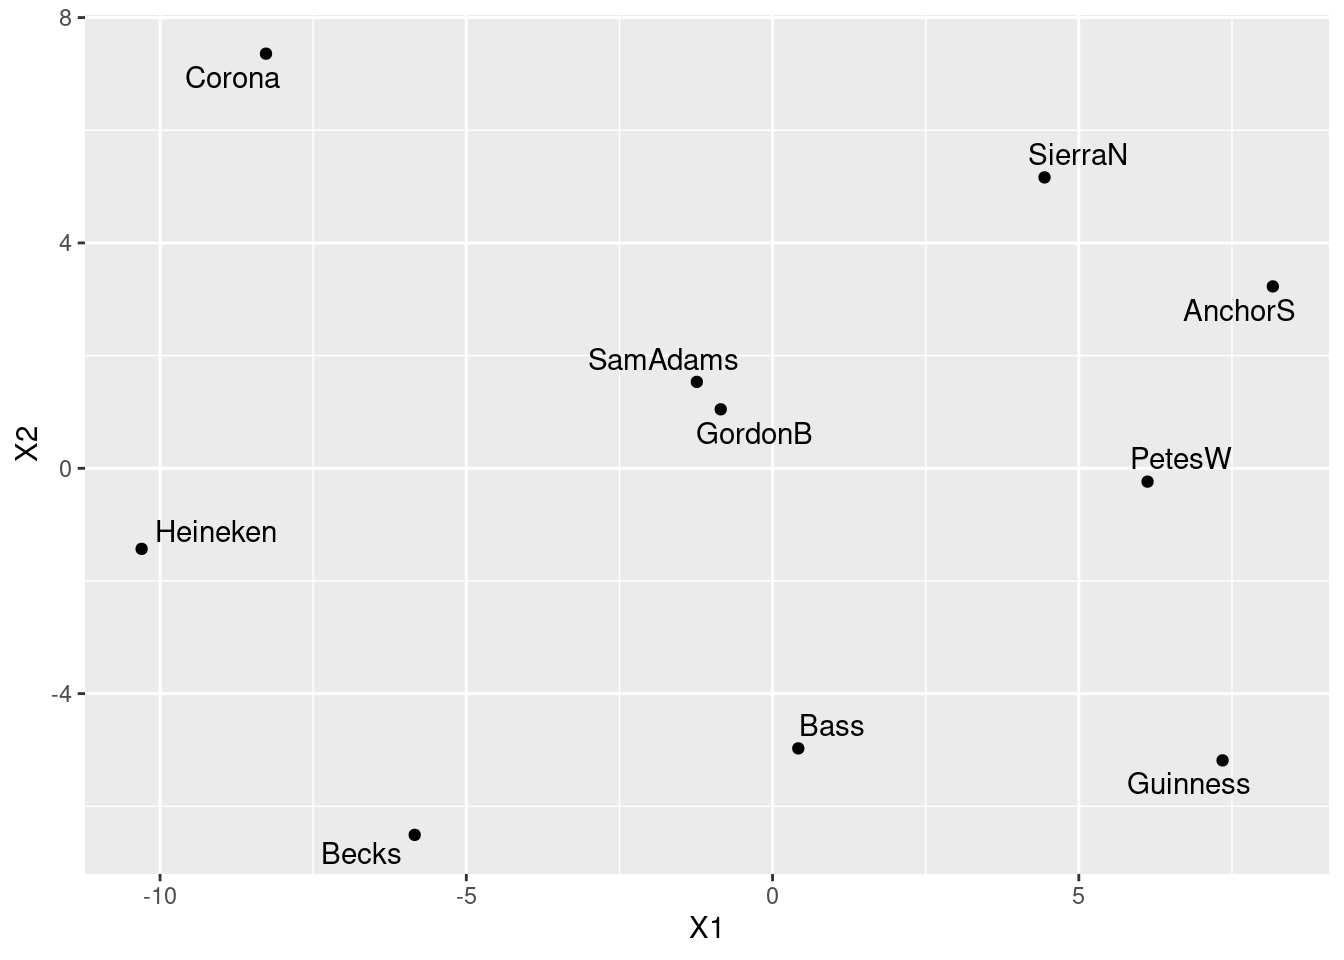 8
Corona
SierraN
4
AnchorS
SamAdams
GordonB
X2
PetesW
0
Heineken
-4
Bass
Guinness
Becks
-10
-5
0
5
X1